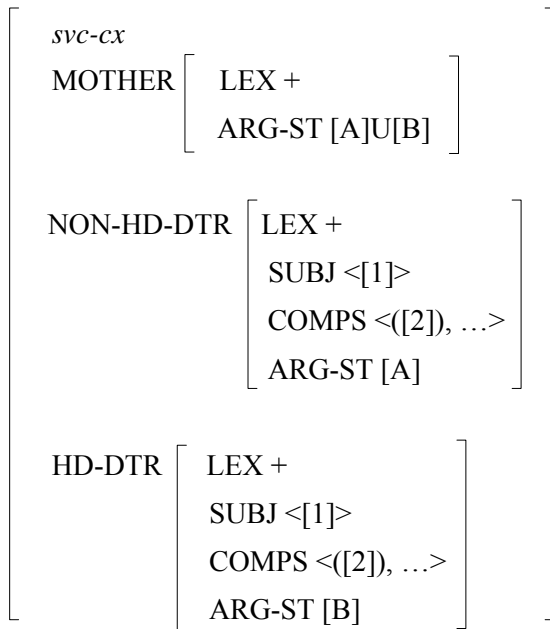 svc-cx
MOTHER LEX +
ARG-ST [A]U[B]
NON-HD-DTR LEX +
SUBJ <[1]>
COMPS <([2]), …>
ARG-ST [A]
HD-DTR LEX +
SUBJ <[1]>
COMPS <([2]), …>
ARG-ST [B]